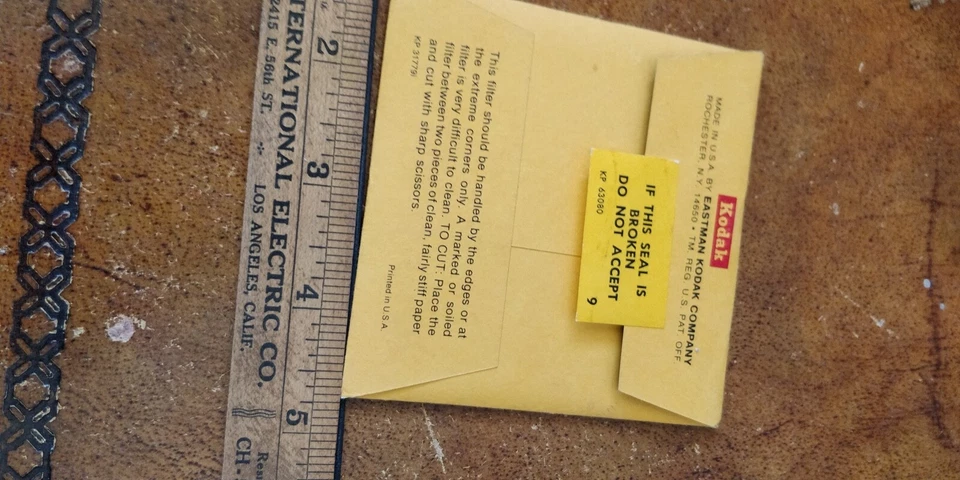 Kodak
MADE IN U.S.A. BY EASTMAN KODAK COMPANY
ROCHESTER N.Y. 14650 • TM. REG. U.S. PAT. OFF
IF THIS SEAL IS
BROKEN
DO NOT ACCEPT
KP 63080
9
This filter should be handled by the edges or at
the extreme corners only. A marked or soiled
filter is very difficult to clean. TO CUT: Place the
filter between two pieces of clean, fairly stiff paper
and cut with sharp scissors.
KP 31779i
Printed in U.S.A.
2
3
4
5
TERNATIONAL ELECTRIC CO.
2415 E. 56th ST. LOS ANGELES, CALIF.
CH.